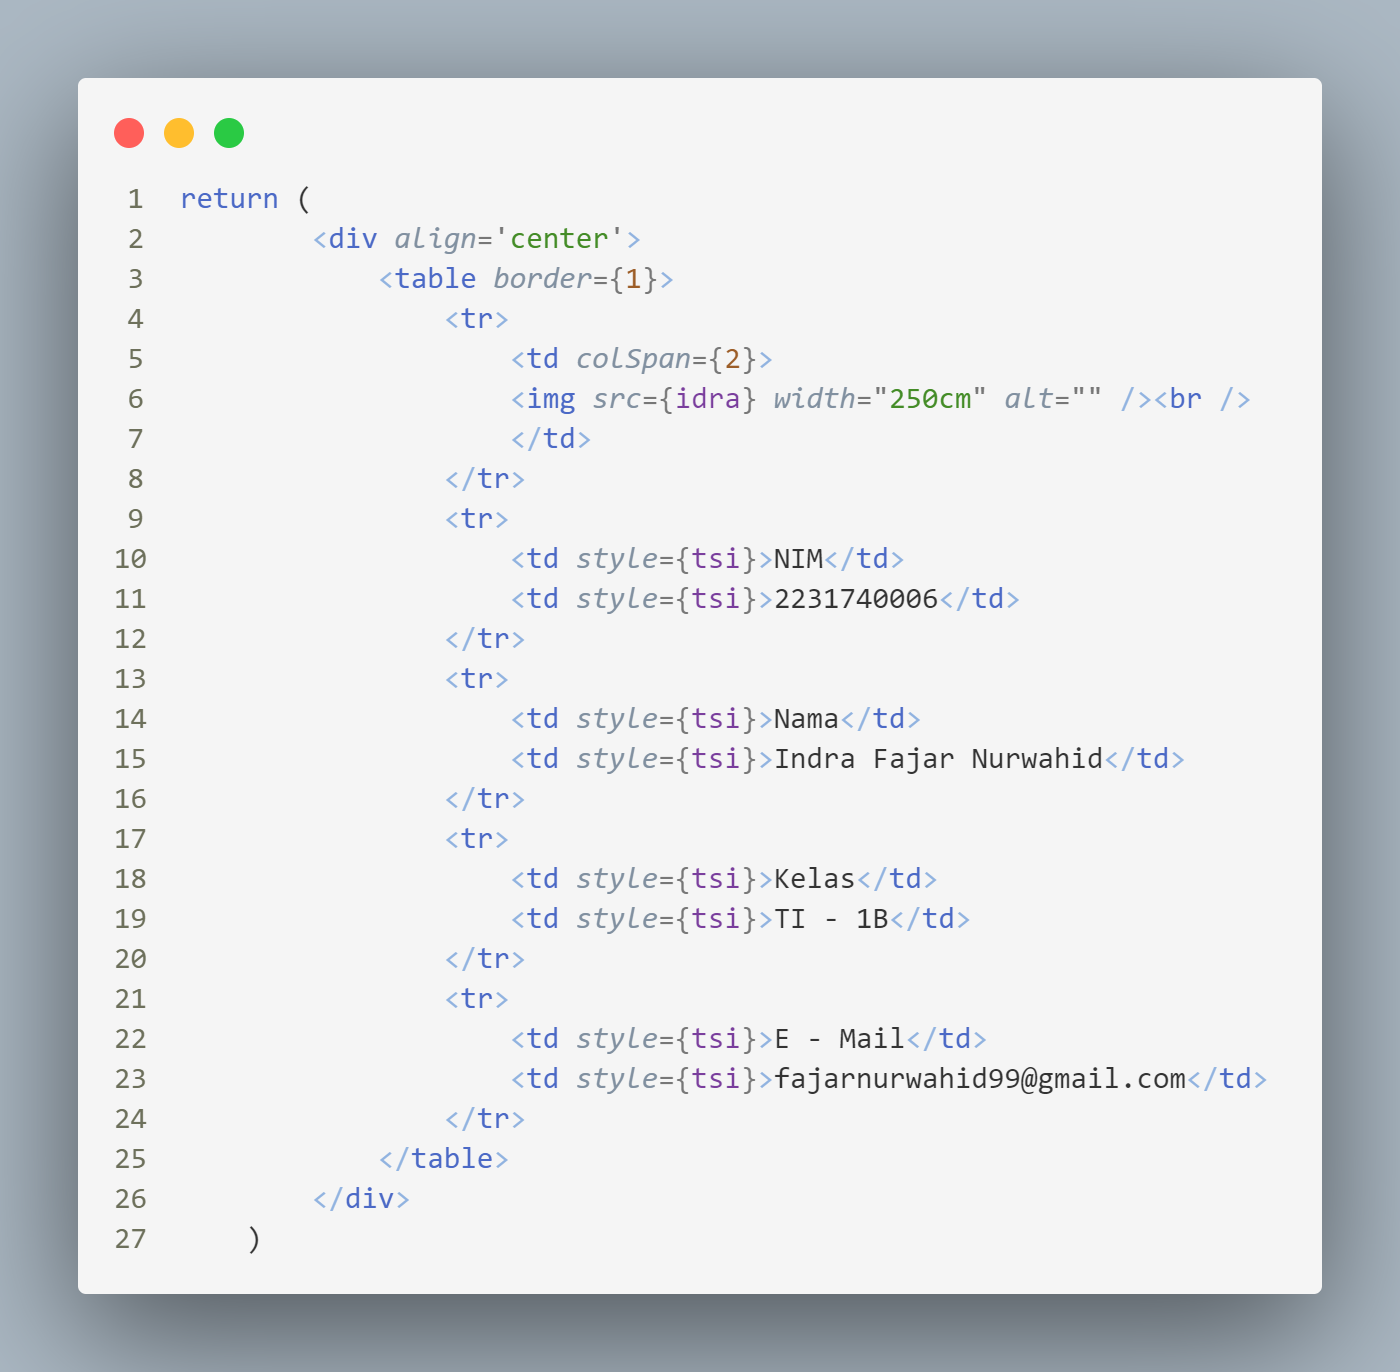 1 return (
2 <div align='center'>
3 <table border={1}>
4 <tr>
5 <td colSpan={2}>
6 <img src={idra} width="250cm" alt="" /><br />
7 </td>
8 </tr>
9 <tr>
10 <td style={tsi}>NIM</td>
11 <td style={tsi}>2231740006</td>
12 </tr>
13 <tr>
14 <td style={tsi}>Nama</td>
15 <td style={tsi}>Indra Fajar Nurwahid</td>
16 </tr>
17 <tr>
18 <td style={tsi}>Kelas</td>
19 <td style={tsi}>TI - 1B</td>
20 </tr>
21 <tr>
22 <td style={tsi}>E - Mail</td>
23 <td style={tsi}>fajarnurwahid99@gmail.com</td>
24 </tr>
25 </table>
26 </div>
27 )